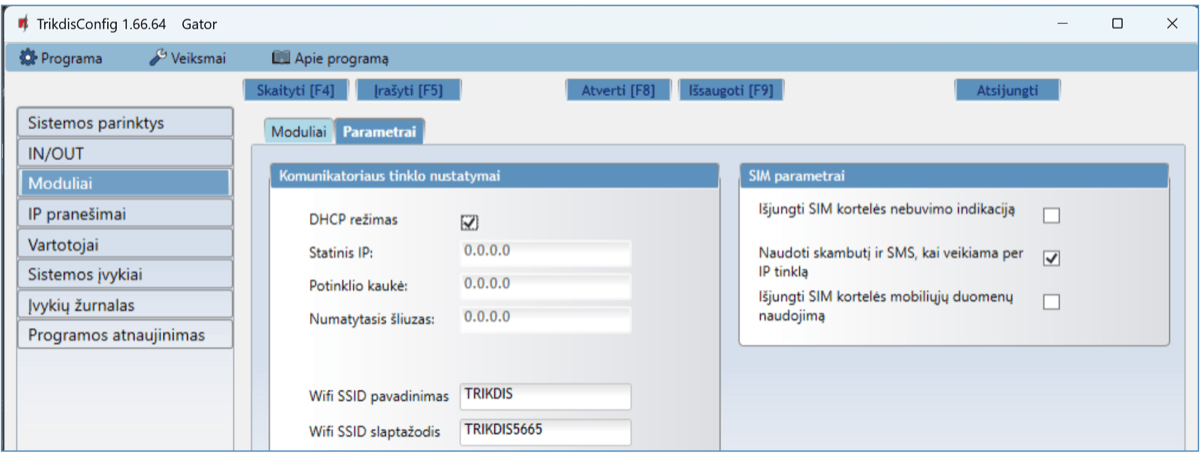 TrikdisConfig 1.66.64 Gator
Programa Veiksmai Apie programą
Skaityti [F4] Įrašyti [F5] Atverti [F8] Išsaugoti [F9] Atsijungti
Sistemos parinktys
IN/OUT
Moduliai
IP pranešimai
Vartotojai
Sistemos įvykiai
Įvykių žurnalas
Programos atnaujinimas
Moduliai Parametrai
Komunikatoriaus tinklo nustatymai
DHCP režimas
Statinis IP: 0.0.0.0
Potinklio kaukė: 0.0.0.0
Numatytasis šliuzas: 0.0.0.0
Wifi SSID pavadinimas TRIKDIS
Wifi SSID slaptažodis TRIKDIS5665
SIM parametrai
Išjungti SIM kortelės nebuvimo indikaciją
Naudoti skambutį ir SMS, kai veikiama per
IP tinklą
Išjungti SIM kortelės mobiliųjų duomenų
naudojimą